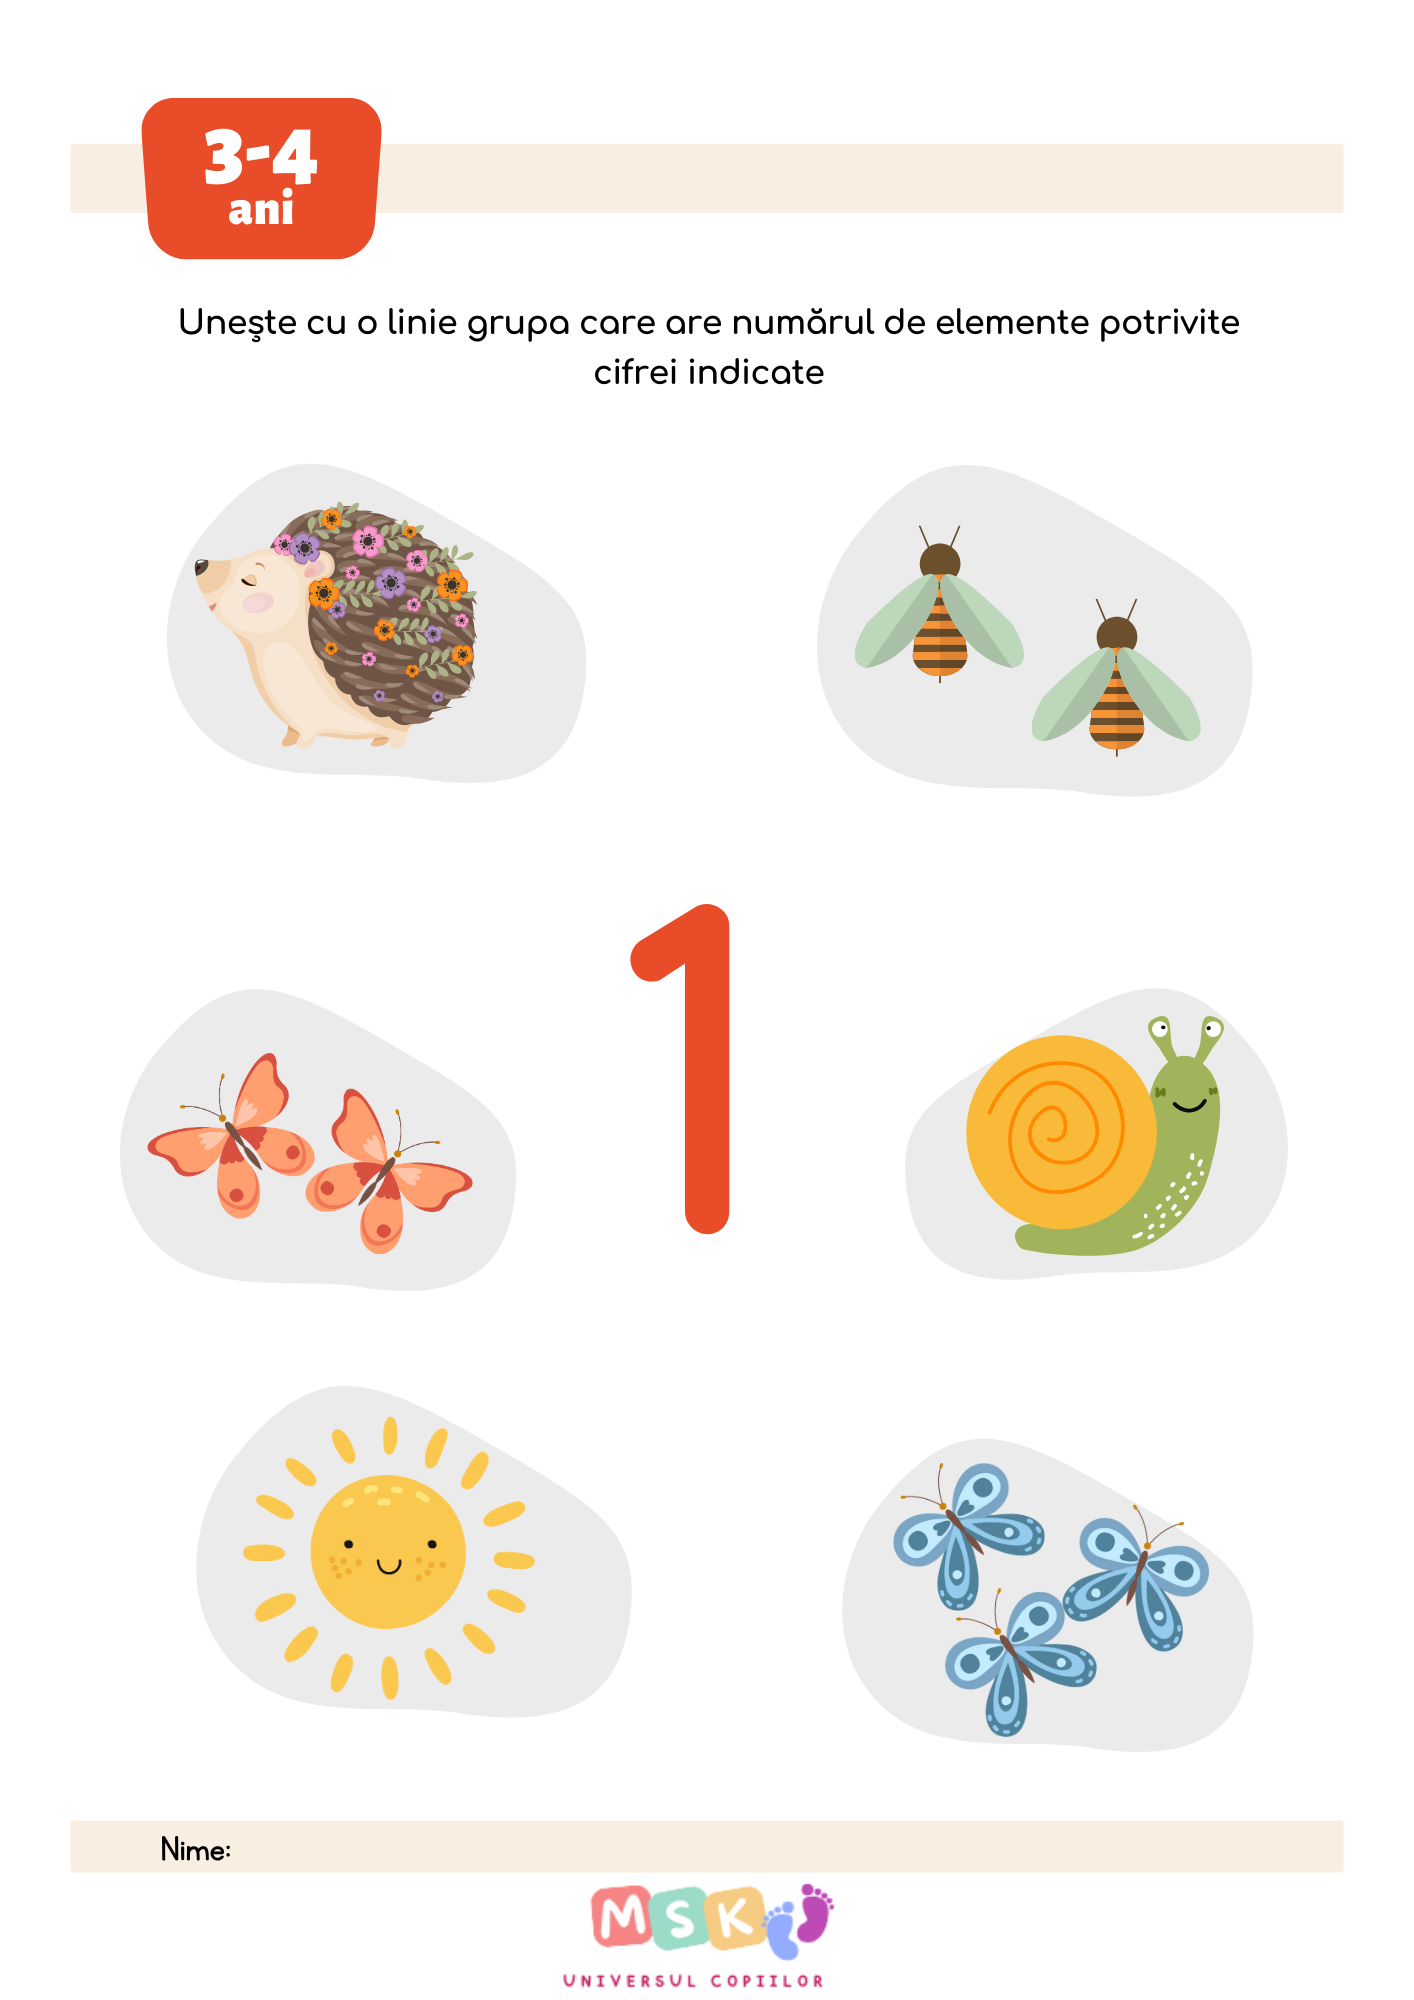 3-4
ani
Unește cu o linie grupa care are numărul de elemente potrivite
cifrei indicate
1
Nime:
MSK
UNIVERSUL COPIILOR